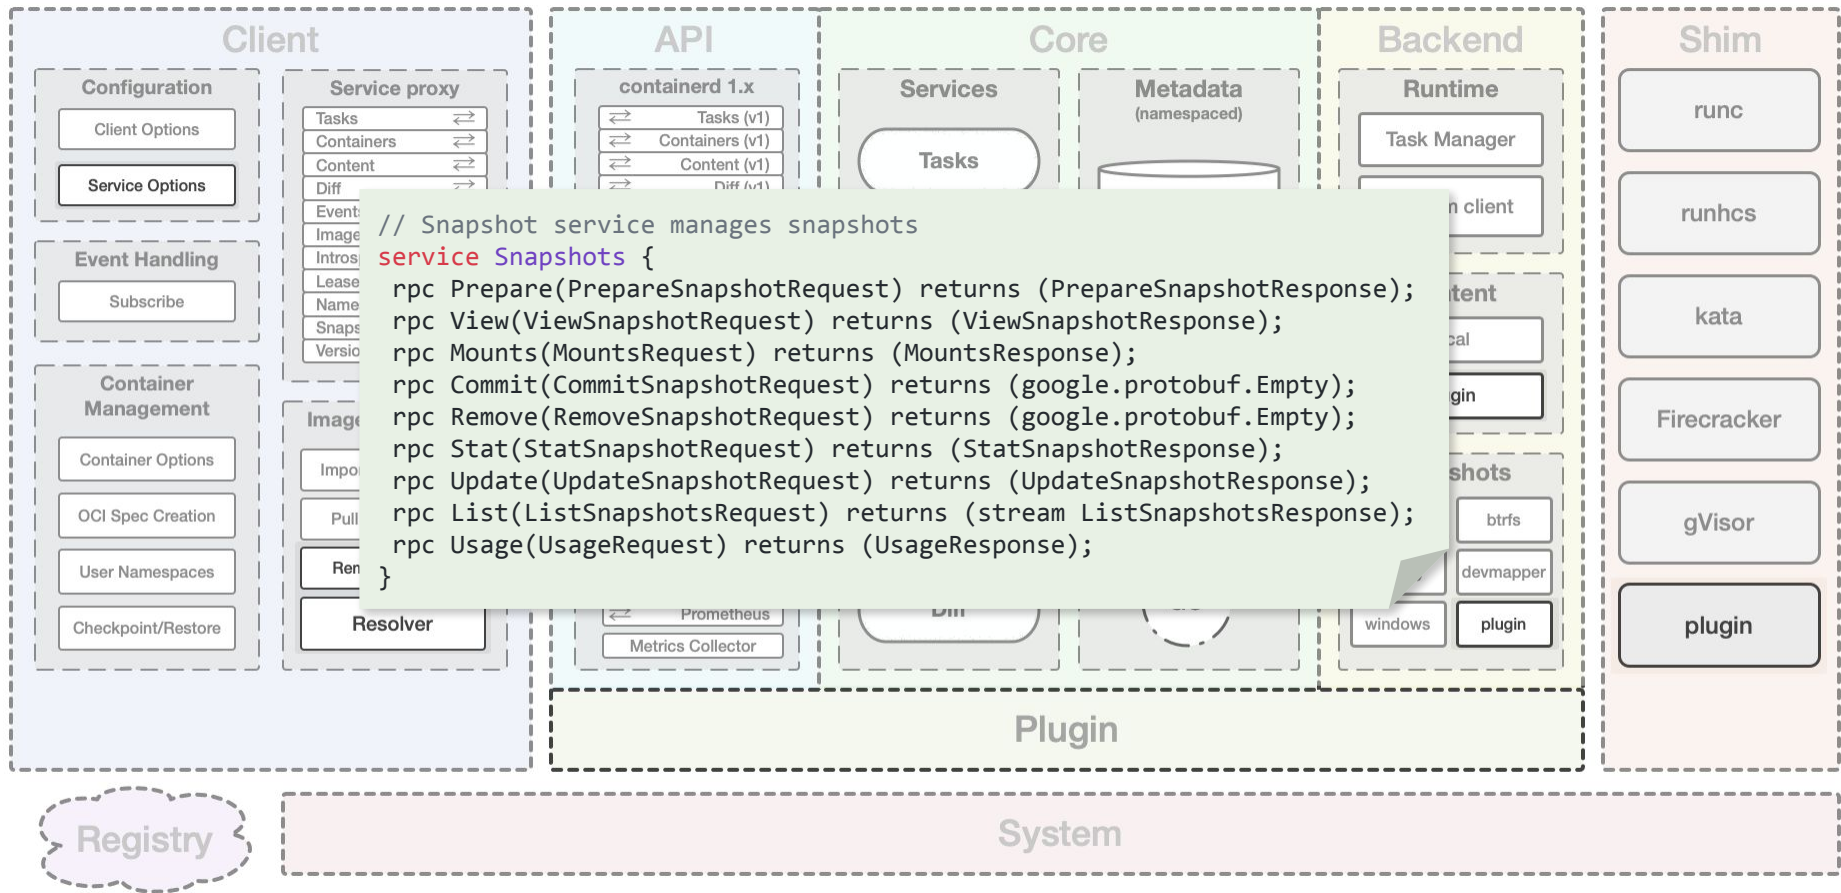 Client
Configuration
Client Options
Service Options
Event Handling
Subscribe
Container
Management
Container Options
OCI Spec Creation
User Namespaces
Checkpoint/Restore
Service proxy
Tasks
Containers
Content
Diff
Pull
Resolver
API
containerd 1.x
Tasks (v1)
Containers (v1)
Content (v1)
Diff (v1)
Prometheus
Metrics Collector
Core
Services
Tasks
Diff
Metadata
(namespaced)
Backend
Runtime
Task Manager
client
btrfs
devmapper
windows
plugin
Shim
runc
runhcs
kata
Firecracker
gVisor
plugin
// Snapshot service manages snapshots
service Snapshots {
rpc Prepare(PrepareSnapshotRequest) returns (PrepareSnapshotResponse);
rpc View(ViewSnapshotRequest) returns (ViewSnapshotResponse);
rpc Mounts(MountsRequest) returns (MountsResponse);
rpc Commit(CommitSnapshotRequest) returns (google.protobuf.Empty);
rpc Remove(RemoveSnapshotRequest) returns (google.protobuf.Empty);
rpc Stat(StatSnapshotRequest) returns (StatSnapshotResponse);
rpc Update(UpdateSnapshotRequest) returns (UpdateSnapshotResponse);
rpc List(ListSnapshotsRequest) returns (stream ListSnapshotsResponse);
rpc Usage(UsageRequest) returns (UsageResponse);
}
Plugin
Registry
System